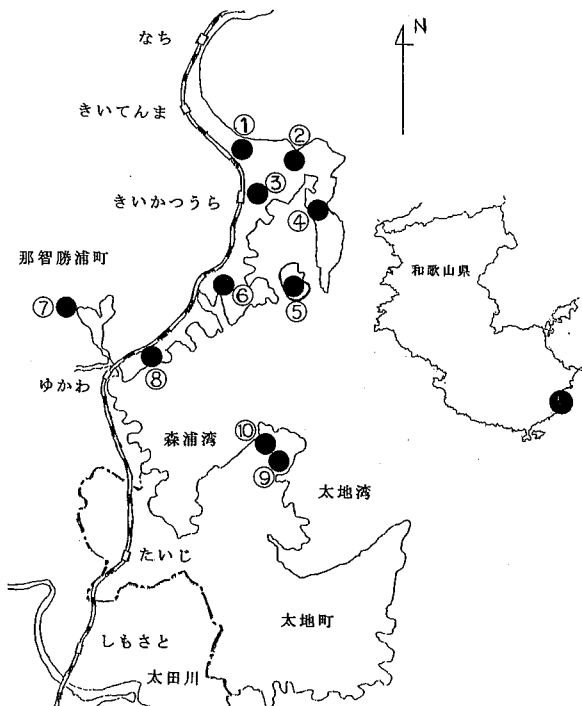 なち
N
きいてんま
①
②
③
きいかつうち
④
那智勝浦町
和歌山県
⑦
⑥
⑤
⑧
ゆかわ
森浦湾
⑩
⑨
太地湾
たいじ
太地町
しもさと
太田川